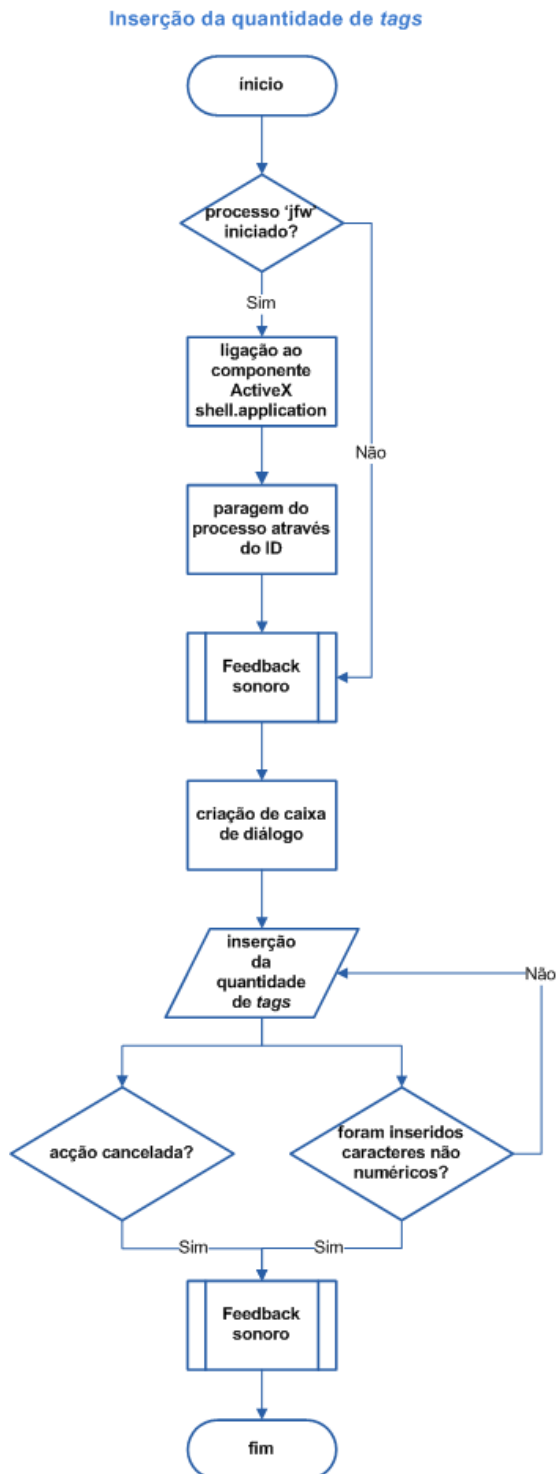 Inserção da quantidade de tags
ínicio
processo ‘jfw’
iniciado?
Sim
ligação ao
componente
ActiveX
shell.application
Não
paragem do
processo através
do ID
Feedback
sonoro
criação de caixa
de diálogo
inserção
da
quantidade
de tags
Não
acção cancelada?
foram inseridos
caracteres não
numéricos?
Sim
Sim
Feedback
sonoro
fim